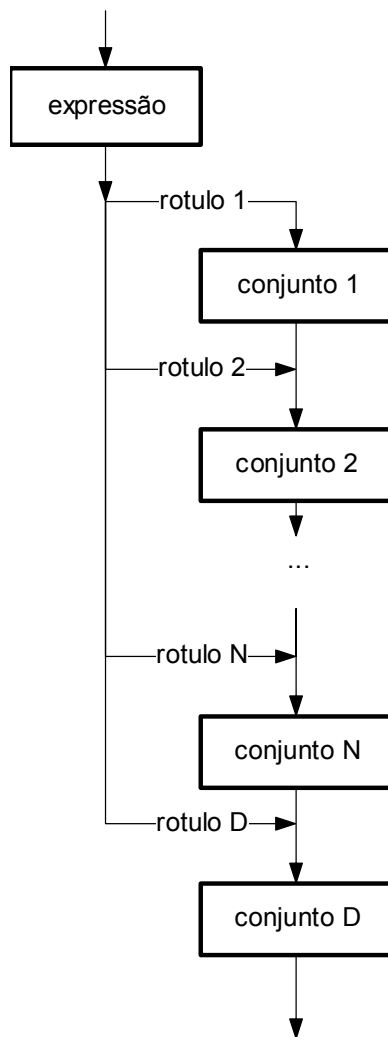 expressão
rotulo 1
conjunto 1
rotulo 2
conjunto 2
...
rotulo N
conjunto N
rotulo D
conjunto D